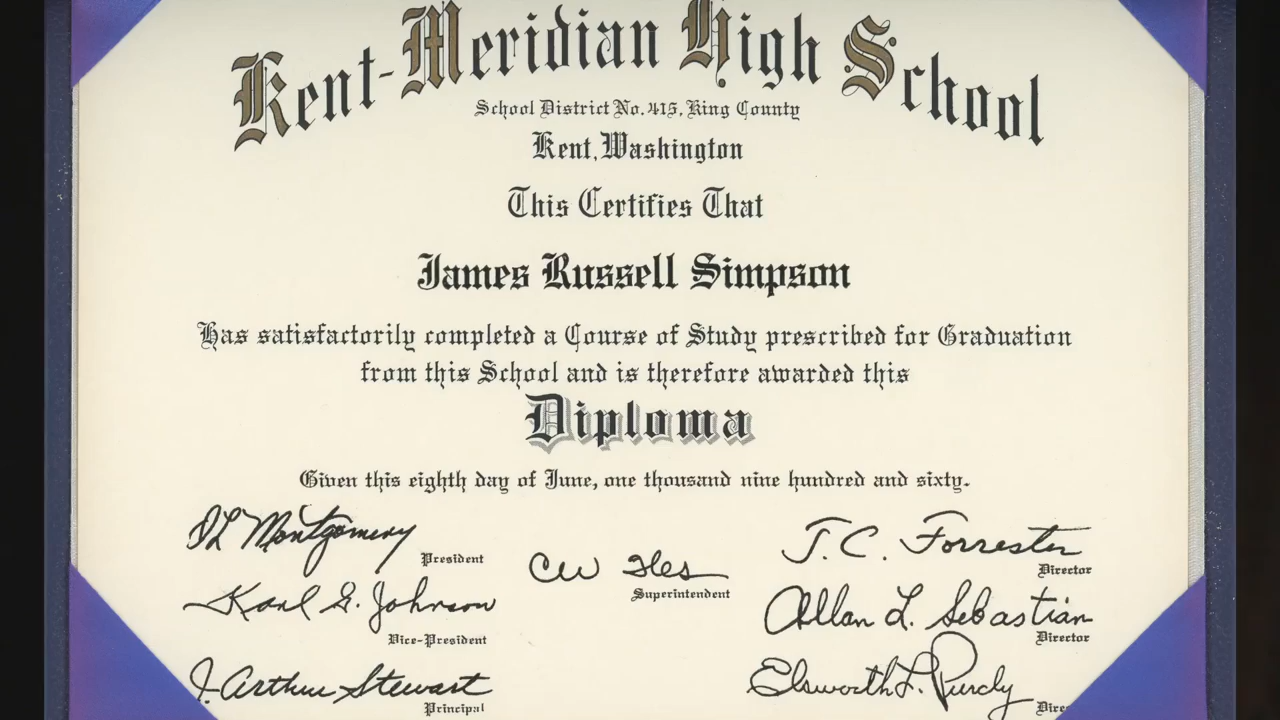 Kent-Meridian High School
School District No. 415, King County
Kent, Washington
This Certifies That
James Russell Simpson
Has satisfactorily completed a Course of Study prescribed for Graduation
from this School and is therefore awarded this
Diploma
Given this eighth day of June, one thousand nine hundred and sixty.
D L Montgomery
President
Karl G. Johnson
Vice-President
J. Arthur Stewart
Principal
CW Iles
Superintendent
J. C. Forrester
Director
Allan L. Sebastian
Director
Elsworth F. Purdy
Dire